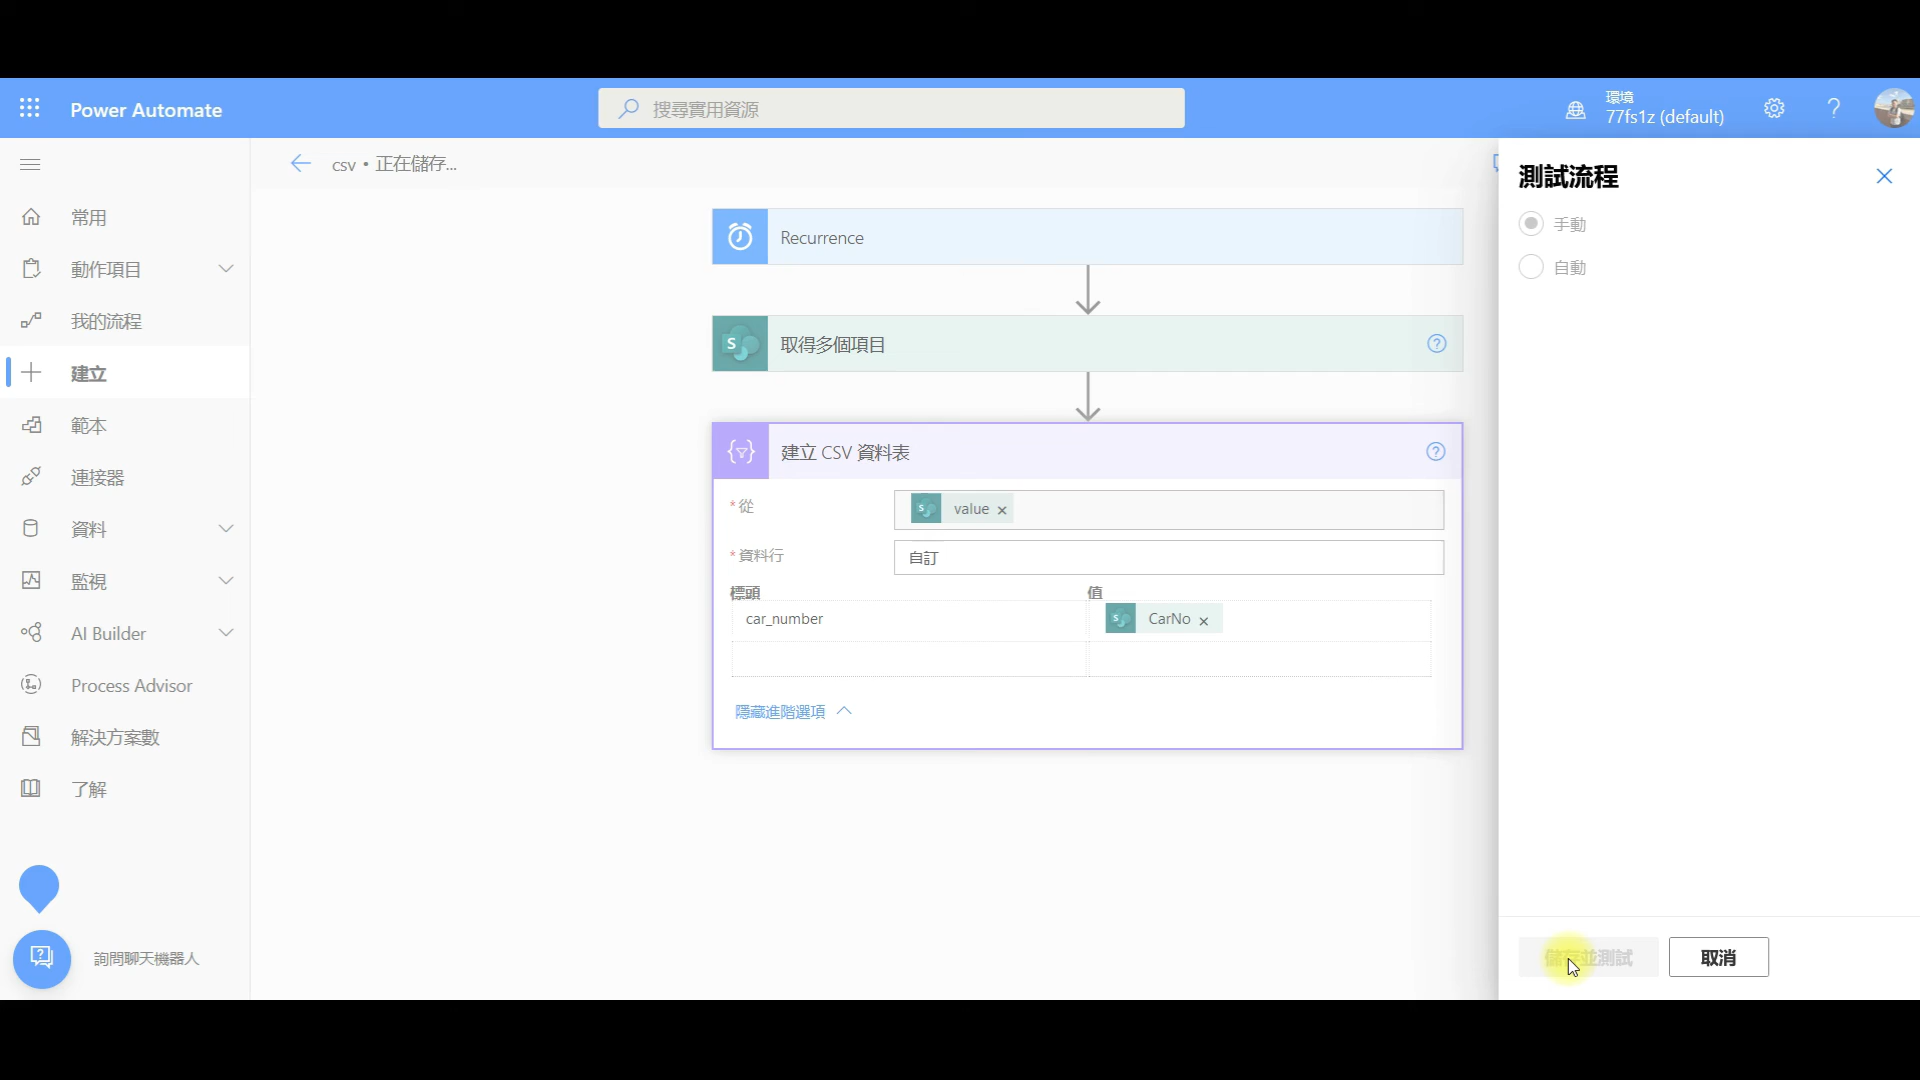 Power Automate
搜尋實用資源
環境
77fs1z (default)
csv • 正在儲存...
測試流程
手動
自動
常用
動作項目
我的流程
建立
範本
連接器
資料
監視
AI Builder
Process Advisor
解決方案數
了解
詢問聊天機器人
Recurrence
取得多個項目
建立 CSV 資料表
*從
value ×
*資料行
自訂
標頭 值
car_number CarNo ×
隱藏進階選項
儲存並測試
取消